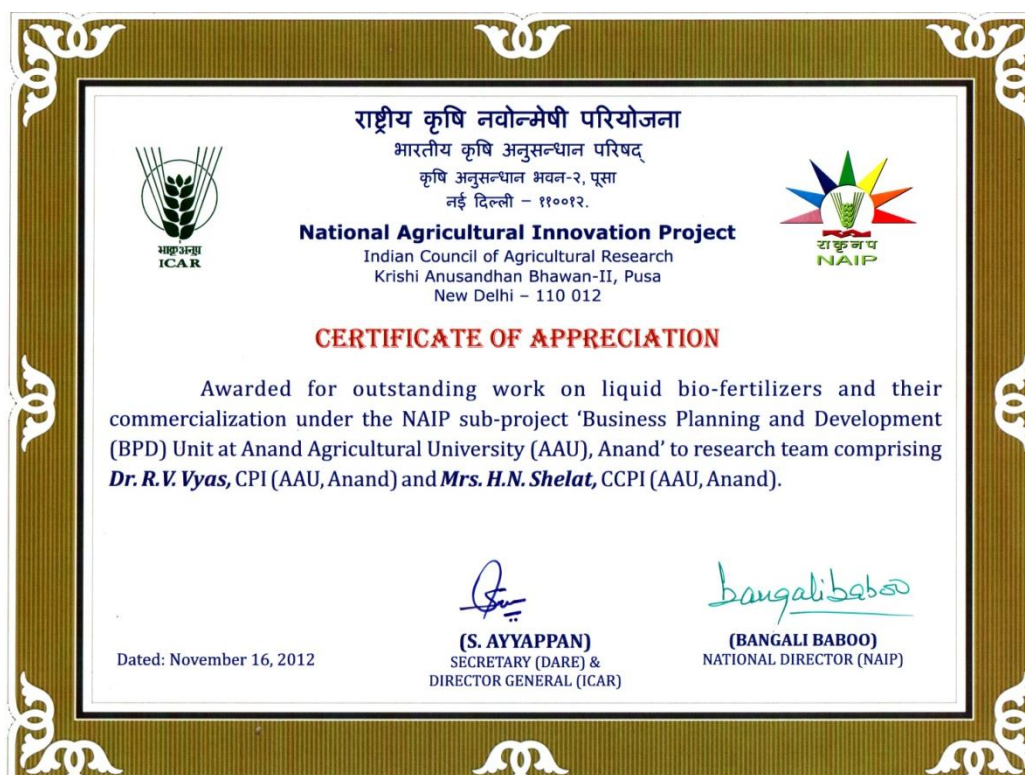 राष्ट्रीय कृषि नवोन्मेषी परियोजना
भारतीय कृषि अनुसन्धान परिषद्
कृषि अनुसन्धान भवन-२, पूसा
नई दिल्ली – ११००१२.
भाकृअनुप
ICAR
राकृनप
NAIP
National Agricultural Innovation Project
Indian Council of Agricultural Research
Krishi Anusandhan Bhawan-II, Pusa
New Delhi – 110 012
CERTIFICATE OF APPRECIATION
Awarded for outstanding work on liquid bio-fertilizers and their
commercialization under the NAIP sub-project 'Business Planning and Development
(BPD) Unit at Anand Agricultural University (AAU), Anand' to research team comprising
Dr. R.V. Vyas, CPI (AAU, Anand) and Mrs. H.N. Shelat, CCPI (AAU, Anand).
bangalibaboo
Dated: November 16, 2012
(S. AYYAPPAN)
SECRETARY (DARE) &
DIRECTOR GENERAL (ICAR)
(BANGALI BABOO)
NATIONAL DIRECTOR (NAIP)